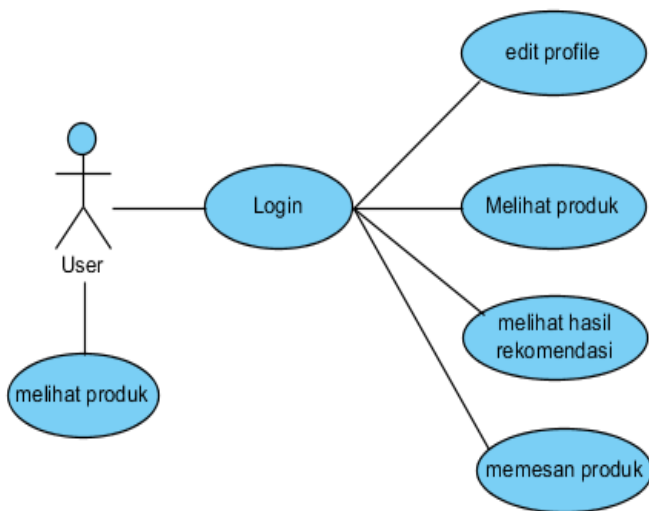 edit profile
Login
Melihat produk
User
melihat hasil
rekomendasi
melihat produk
memesan produk